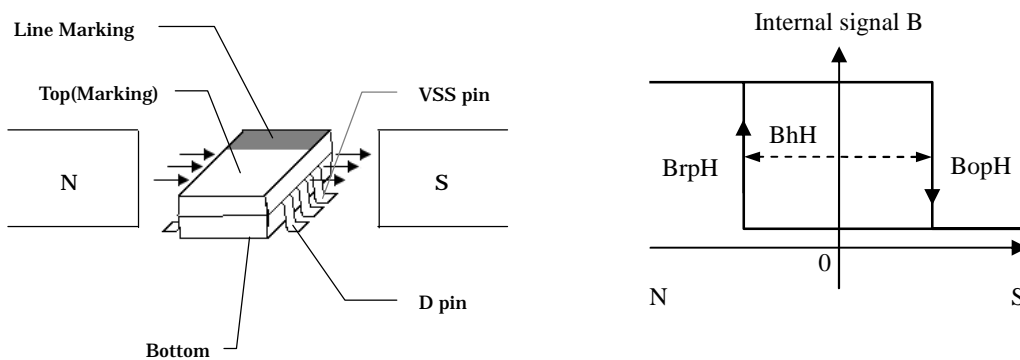 Line Marking
Top(Marking)
VSS pin
N
S
D pin
Bottom
Internal signal B
BhH
BrpH
BopH
0
N
S